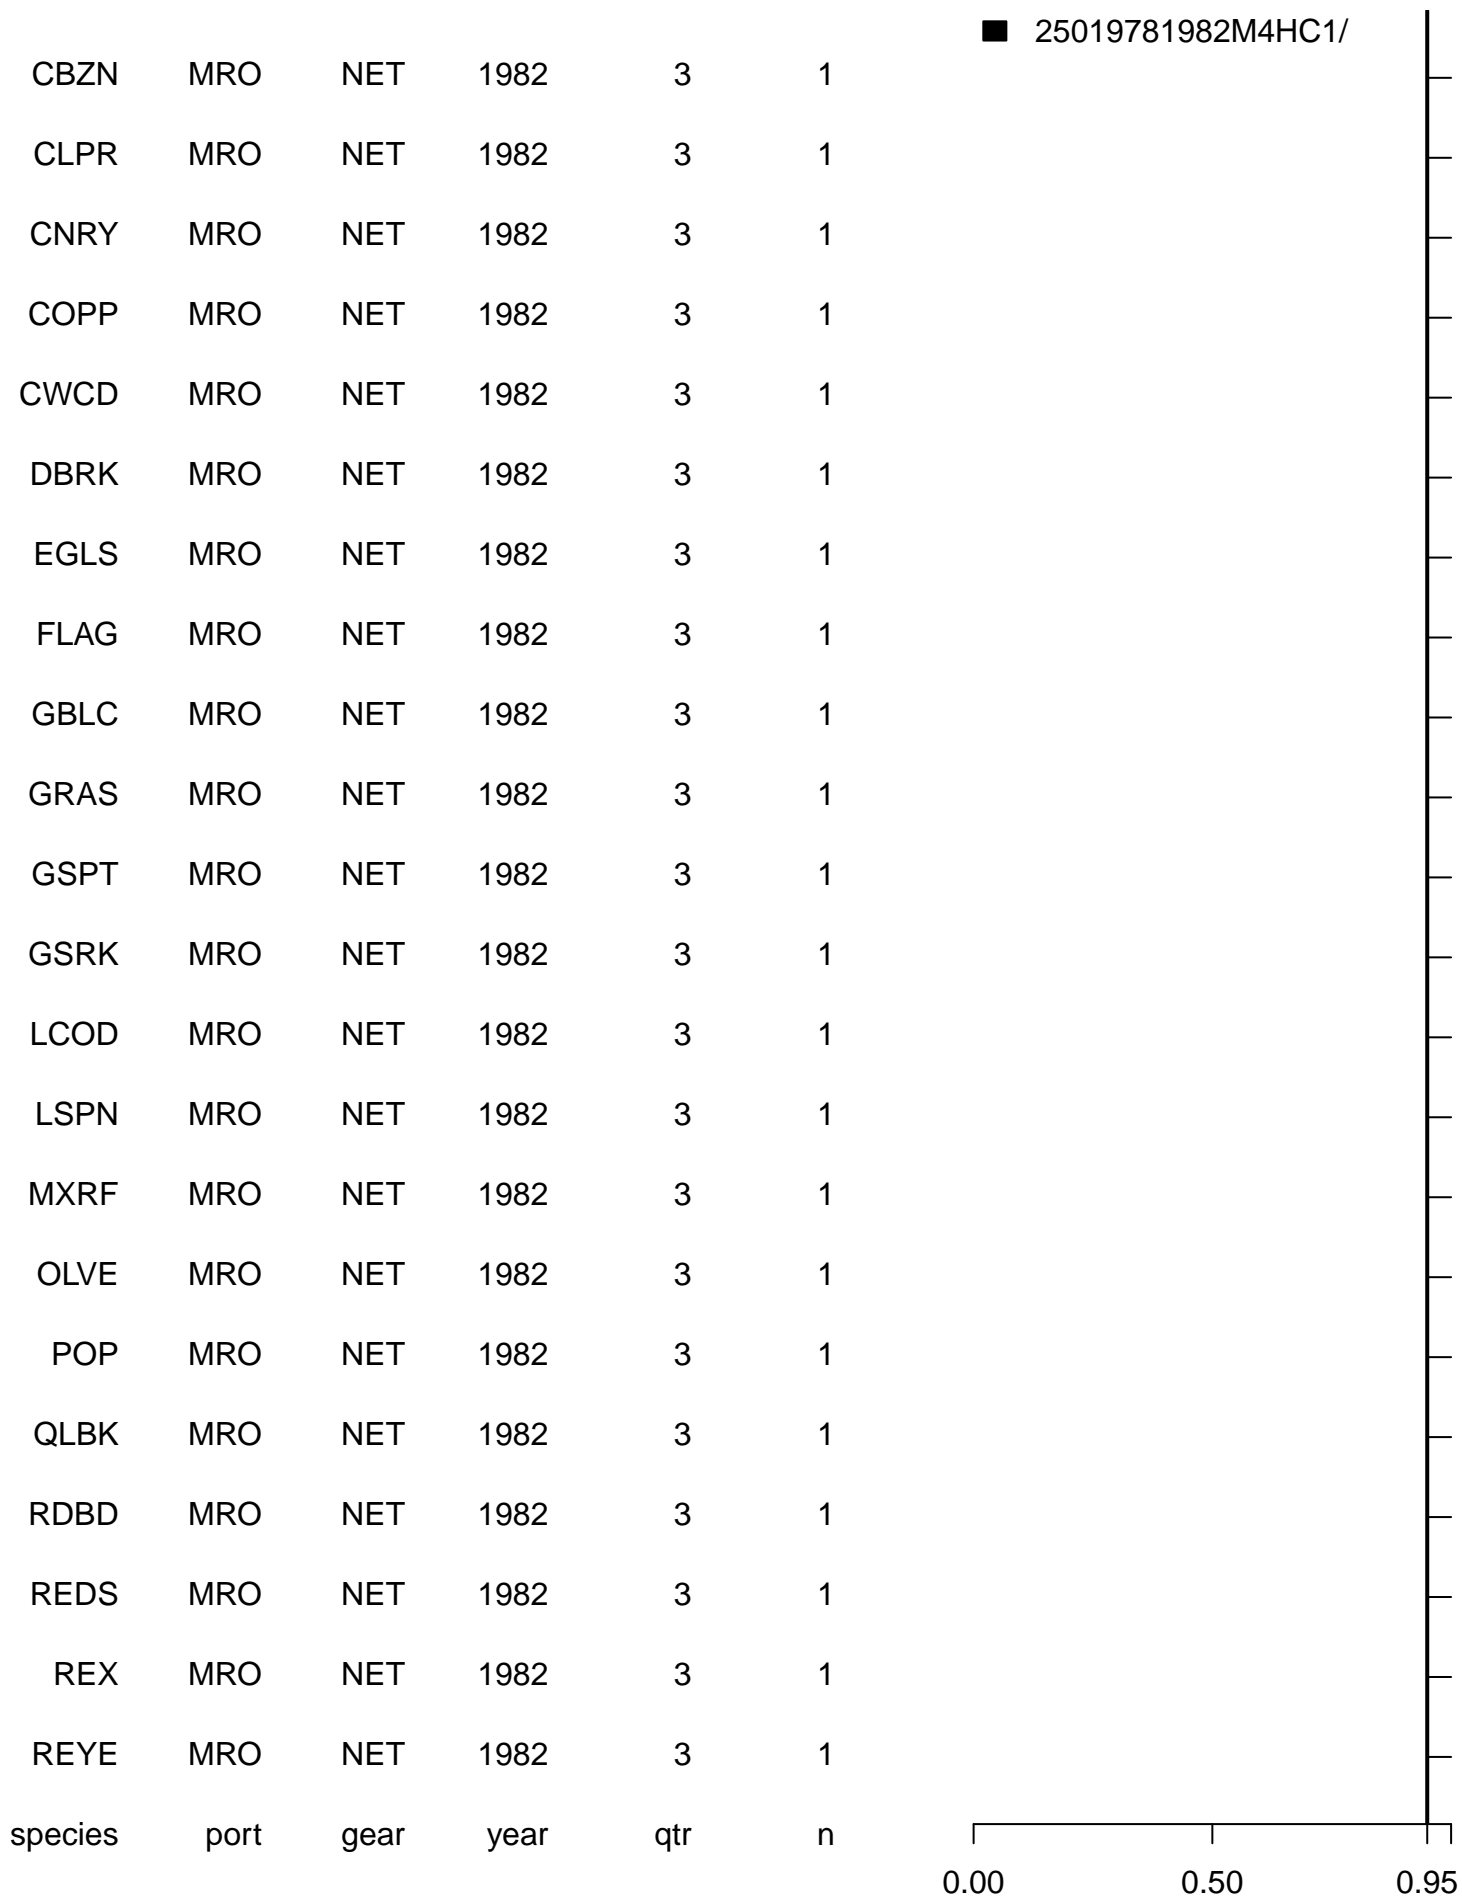 25019781982M4HC1/
CBZN MRO NET 1982 3 1
CLPR MRO NET 1982 3 1
CNRY MRO NET 1982 3 1
COPP MRO NET 1982 3 1
CWCD MRO NET 1982 3 1
DBRK MRO NET 1982 3 1
EGLS MRO NET 1982 3 1
FLAG MRO NET 1982 3 1
GBLC MRO NET 1982 3 1
GRAS MRO NET 1982 3 1
GSPT MRO NET 1982 3 1
GSRK MRO NET 1982 3 1
LCOD MRO NET 1982 3 1
LSPN MRO NET 1982 3 1
MXRF MRO NET 1982 3 1
OLVE MRO NET 1982 3 1
POP MRO NET 1982 3 1
QLBK MRO NET 1982 3 1
RDBD MRO NET 1982 3 1
REDS MRO NET 1982 3 1
REX MRO NET 1982 3 1
REYE MRO NET 1982 3 1
species port gear year qtr n
0.00 0.50 0.95